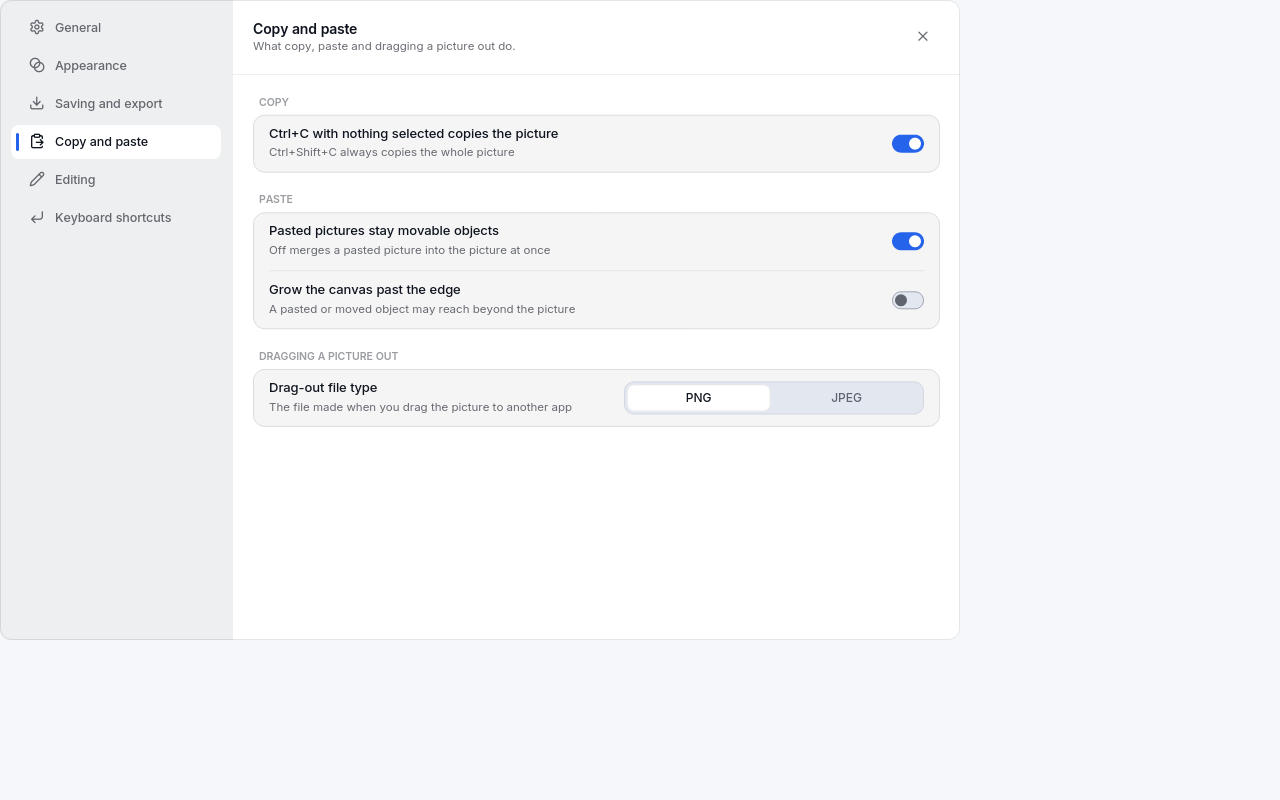 General
Appearance
Saving and export
Copy and paste
Editing
Keyboard shortcuts
Copy and paste
What copy, paste and dragging a picture out do.
COPY
Ctrl+C with nothing selected copies the picture
Ctrl+Shift+C always copies the whole picture
PASTE
Pasted pictures stay movable objects
Off merges a pasted picture into the picture at once
Grow the canvas past the edge
A pasted or moved object may reach beyond the picture
DRAGGING A PICTURE OUT
Drag-out file type
The file made when you drag the picture to another app
PNG
JPEG